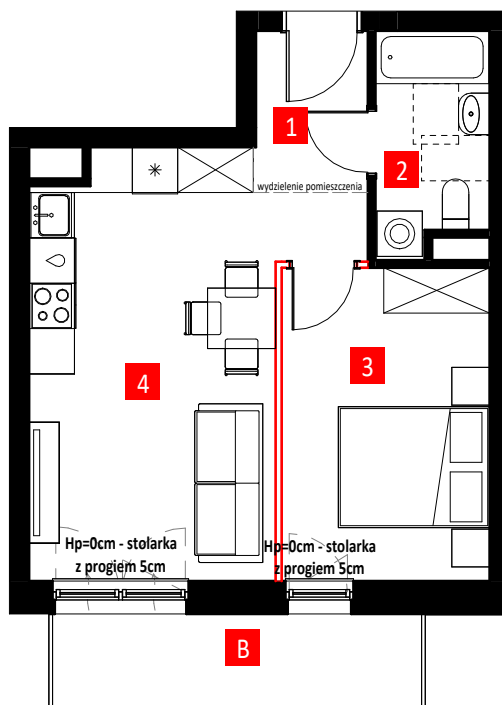 1
2
wydzielenie pomieszczenia
3
4
Hp=0cm - stolarka
z progiem 5cm
Hp=0cm - stolarka
z progiem 5cm
B